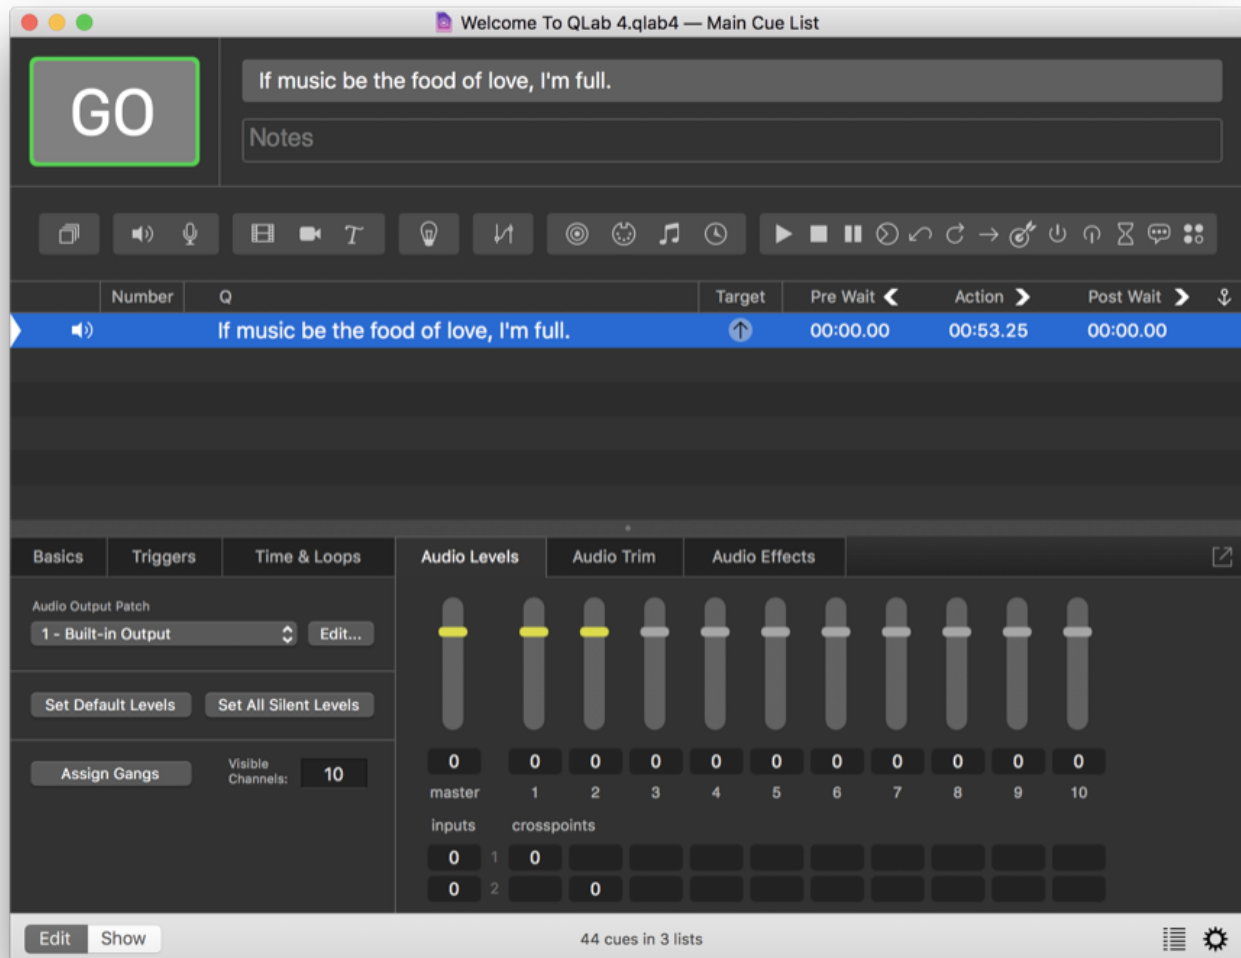 Welcome To QLab 4.qlab4 — Main Cue List
GO
If music be the food of love, I'm full.
Notes
Number Q Target Pre Wait Action Post Wait
If music be the food of love, I'm full. 00:00.00 00:53.25 00:00.00
Basics Triggers Time & Loops Audio Levels Audio Trim Audio Effects
Audio Output Patch
1 - Built-in Output Edit...
Set Default Levels Set All Silent Levels
Assign Gangs Visible Channels: 10
0 0 0 0 0 0 0 0 0 0 0
master 1 2 3 4 5 6 7 8 9 10
inputs crosspoints
0 1 0
0 2 0
Edit Show 44 cues in 3 lists